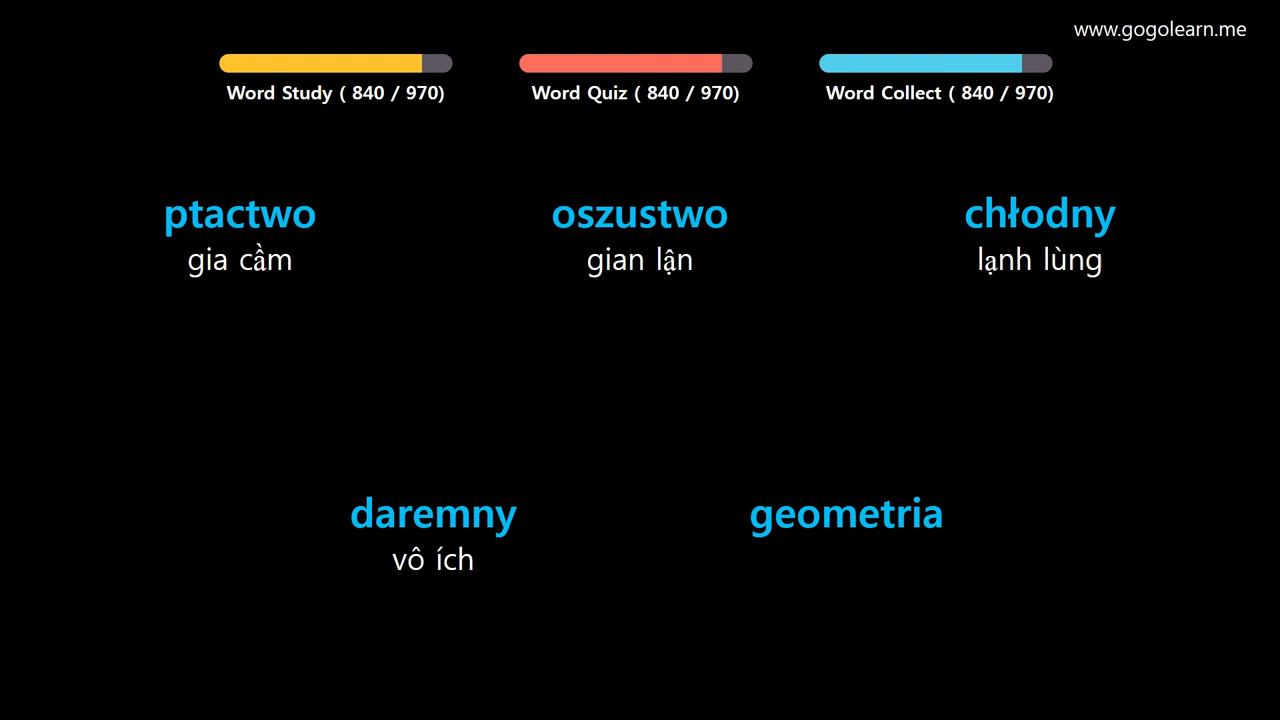 www.gogolearn.me
Word Study ( 840 / 970)
Word Quiz ( 840 / 970)
Word Collect ( 840 / 970)
ptactwo
gia cầm
oszustwo
gian lận
chłodny
lạnh lùng
daremny
vô ích
geometria